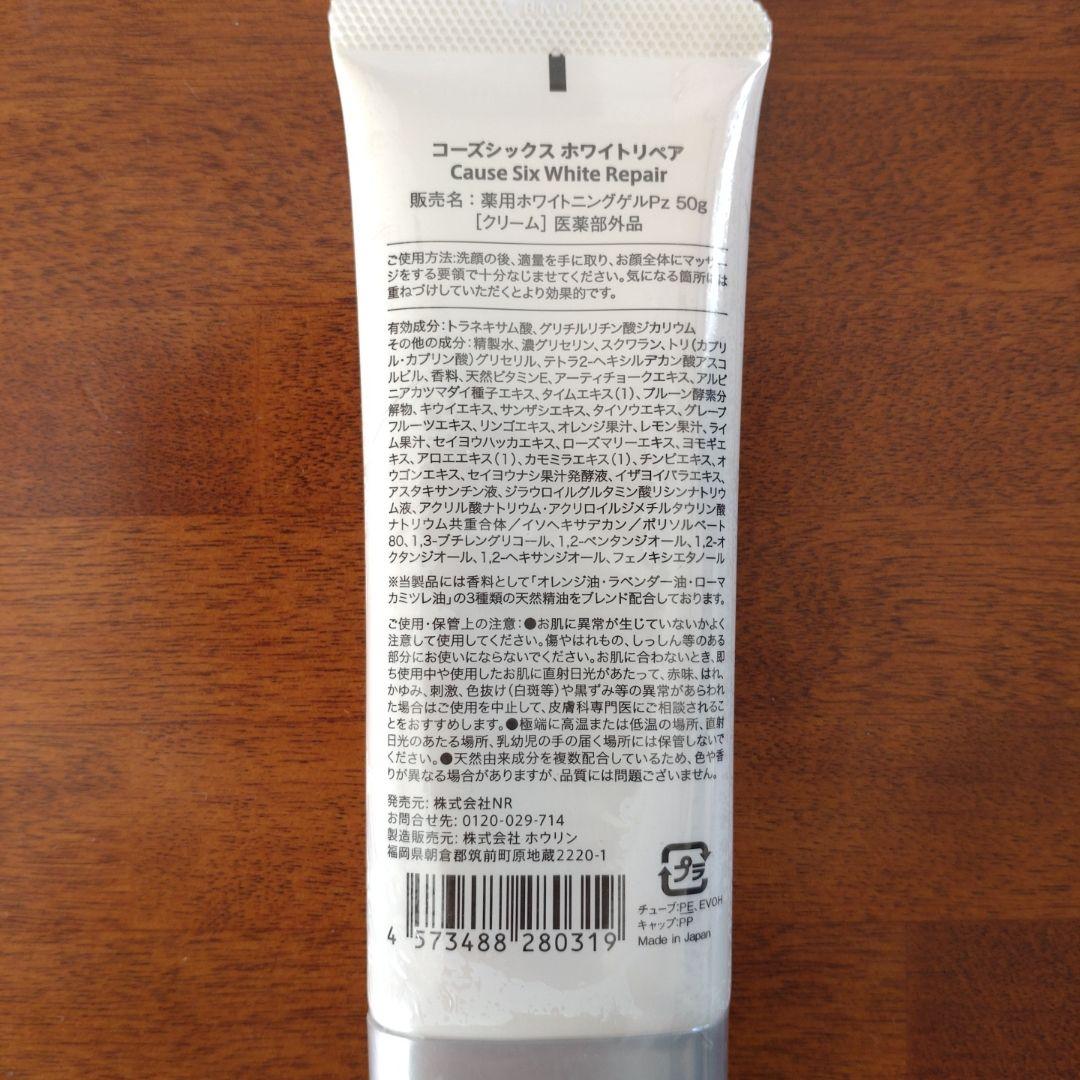 コーズシックス ホワイトリペア
Cause Six White Repair
販売名：薬用ホワイトニングゲルPz 50g
［クリーム］医薬部外品
ご使用方法:洗顔の後、適量を手に取り、お顔全体にマッサー
ジをする要領で十分なじませてください。気になる箇所には
重ねづけしていただくとより効果的です。
有効成分：トラネキサム酸、グリチルリチン酸ジカリウム
その他の成分：精製水、濃グリセリン、スクワラン、トリ（カプリ
ル・カプリン酸）グリセリル、テトラ2-ヘキシルデカン酸アスコ
ルビル、香料、天然ビタミンE、アーティチョークエキス、アルピ
ニアカツマダイ種子エキス、タイムエキス（1）、プルーン酵素分
解物、キウイエキス、サンザシエキス、タイソウエキス、グレープ
フルーツエキス、リンゴエキス、オレンジ果汁、レモン果汁、ライ
ム果汁、セイヨウハッカエキス、ローズマリーエキス、ヨモギエ
キス、アロエエキス（1）、カモミラエキス（1）、チンピエキス、オ
ウゴンエキス、セイヨウナシ果汁発酵液、イザヨイバラエキス、
アスタキサンチン液、ジラウロイルグルタミン酸リシンナトリウ
ム液、アクリル酸ナトリウム・アクリロイルジメチルタウリン酸
ナトリウム共重合体／イソヘキサデカン／ポリソルベート
80、1,3-ブチレングリコール、1,2-ペンタンジオール、1,2-オ
クタンジオール、1,2-ヘキサンジオール、フェノキシエタノール
※当製品には香料として「オレンジ油・ラベンダー油・ローマ
カミツレ油」の3種類の天然精油をブレンド配合しております。
ご使用・保管上の注意：●お肌に異常が生じていないかよく
注意して使用してください。傷やはれもの、しっしん等のある
部分にお使いにならないでください。お肌に合わないとき、即
ち使用中や使用したお肌に直射日光があたって、赤味、はれ、
かゆみ、刺激、色抜け（白斑等）や黒ずみ等の異常があらわれ
た場合はご使用を中止して、皮膚科専門医にご相談されるこ
とをおすすめします。●極端に高温または低温の場所、直射
日光のあたる場所、乳幼児の手の届く場所には保管しないで
ください。●天然由来成分を複数配合しているため、色や香
りが異なる場合がありますが、品質には問題ございません。
発売元: 株式会社NR
お問合せ先: 0120-029-714
製造販売元: 株式会社 ホウリン
福岡県朝倉郡筑前町原地蔵2220-1
プラ
チューブ:PE、EVOH
キャップ:PP
Made in Japan
4 573488 280319